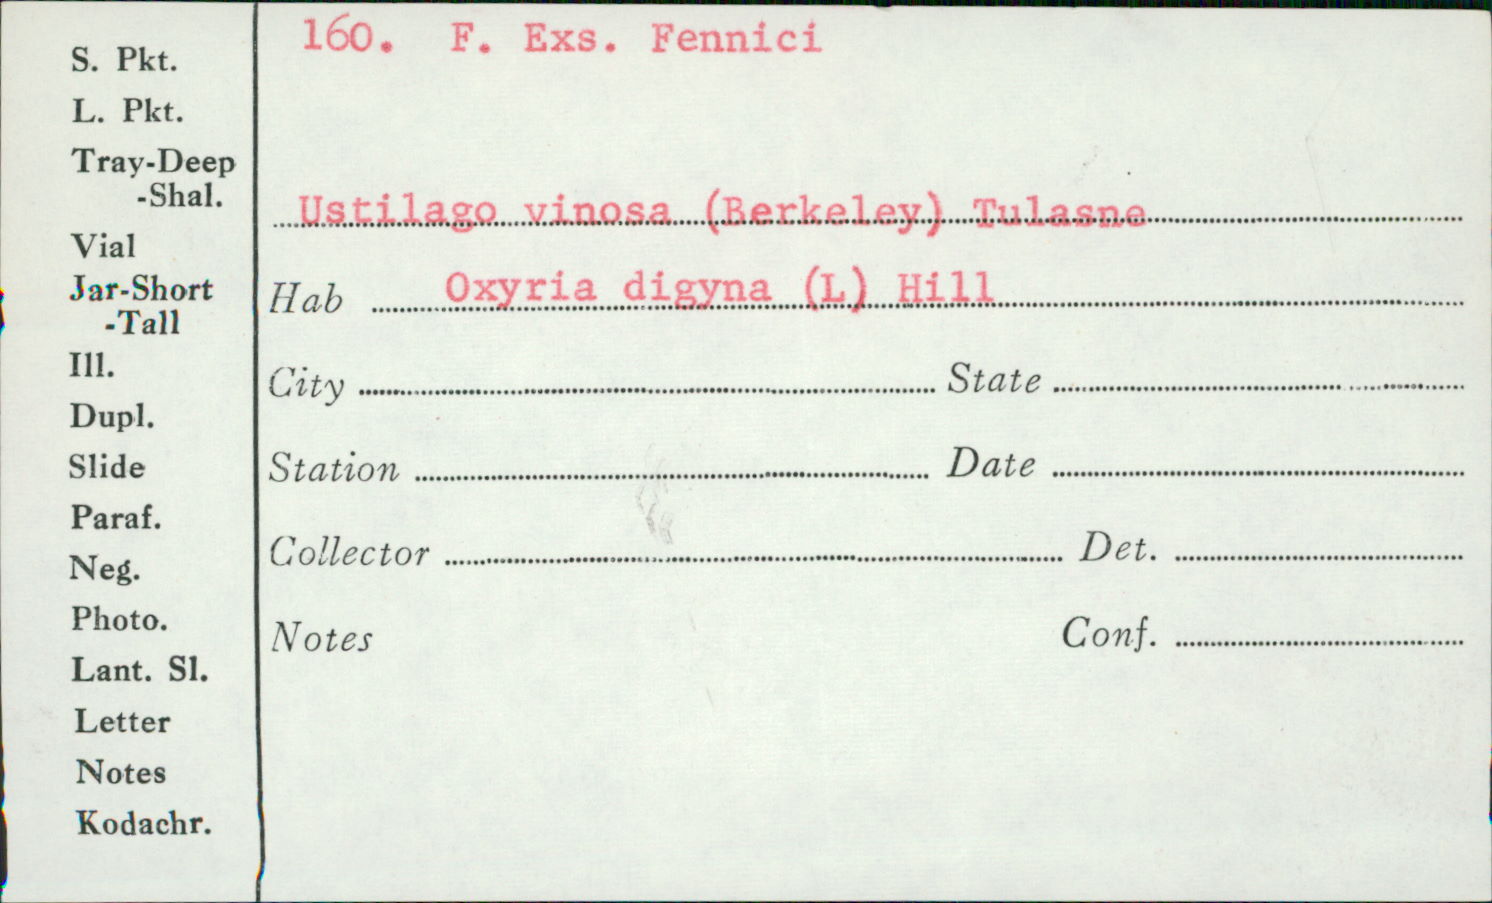 160. F. Exs. Fennici
S. Pkt.
L. Pkt.
Tray-Deep
-Shal.
Ustilago vinosa (Berkeley) Tulasne
Vial
Jar-Short
-Tall
Hab Oxyria digyna (L) Hill
Ill.
City State
Dupl.
Slide
Station Date
Paraf.
Neg.
Collector Det.
Photo.
Notes Conf.
Lant. Sl.
Letter
Notes
Kodachr.